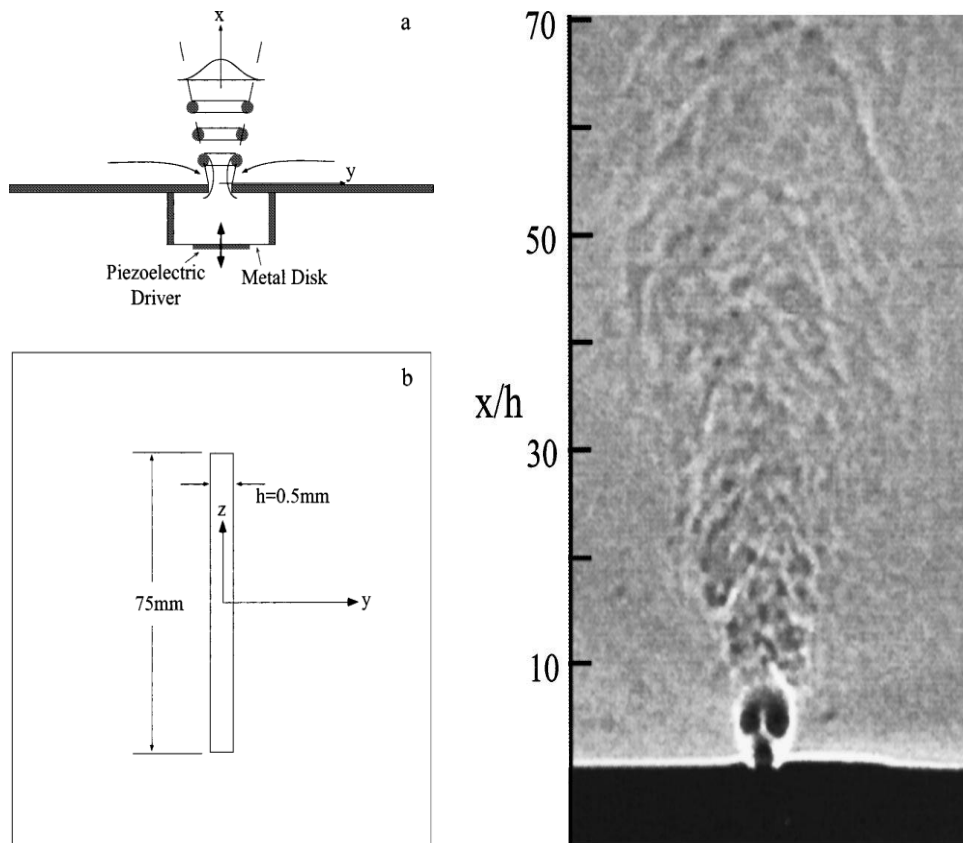 x
a
y
Piezoelectric
Driver
Metal Disk
b
h=0.5mm
z
75mm
y
x/h
70
50
30
10